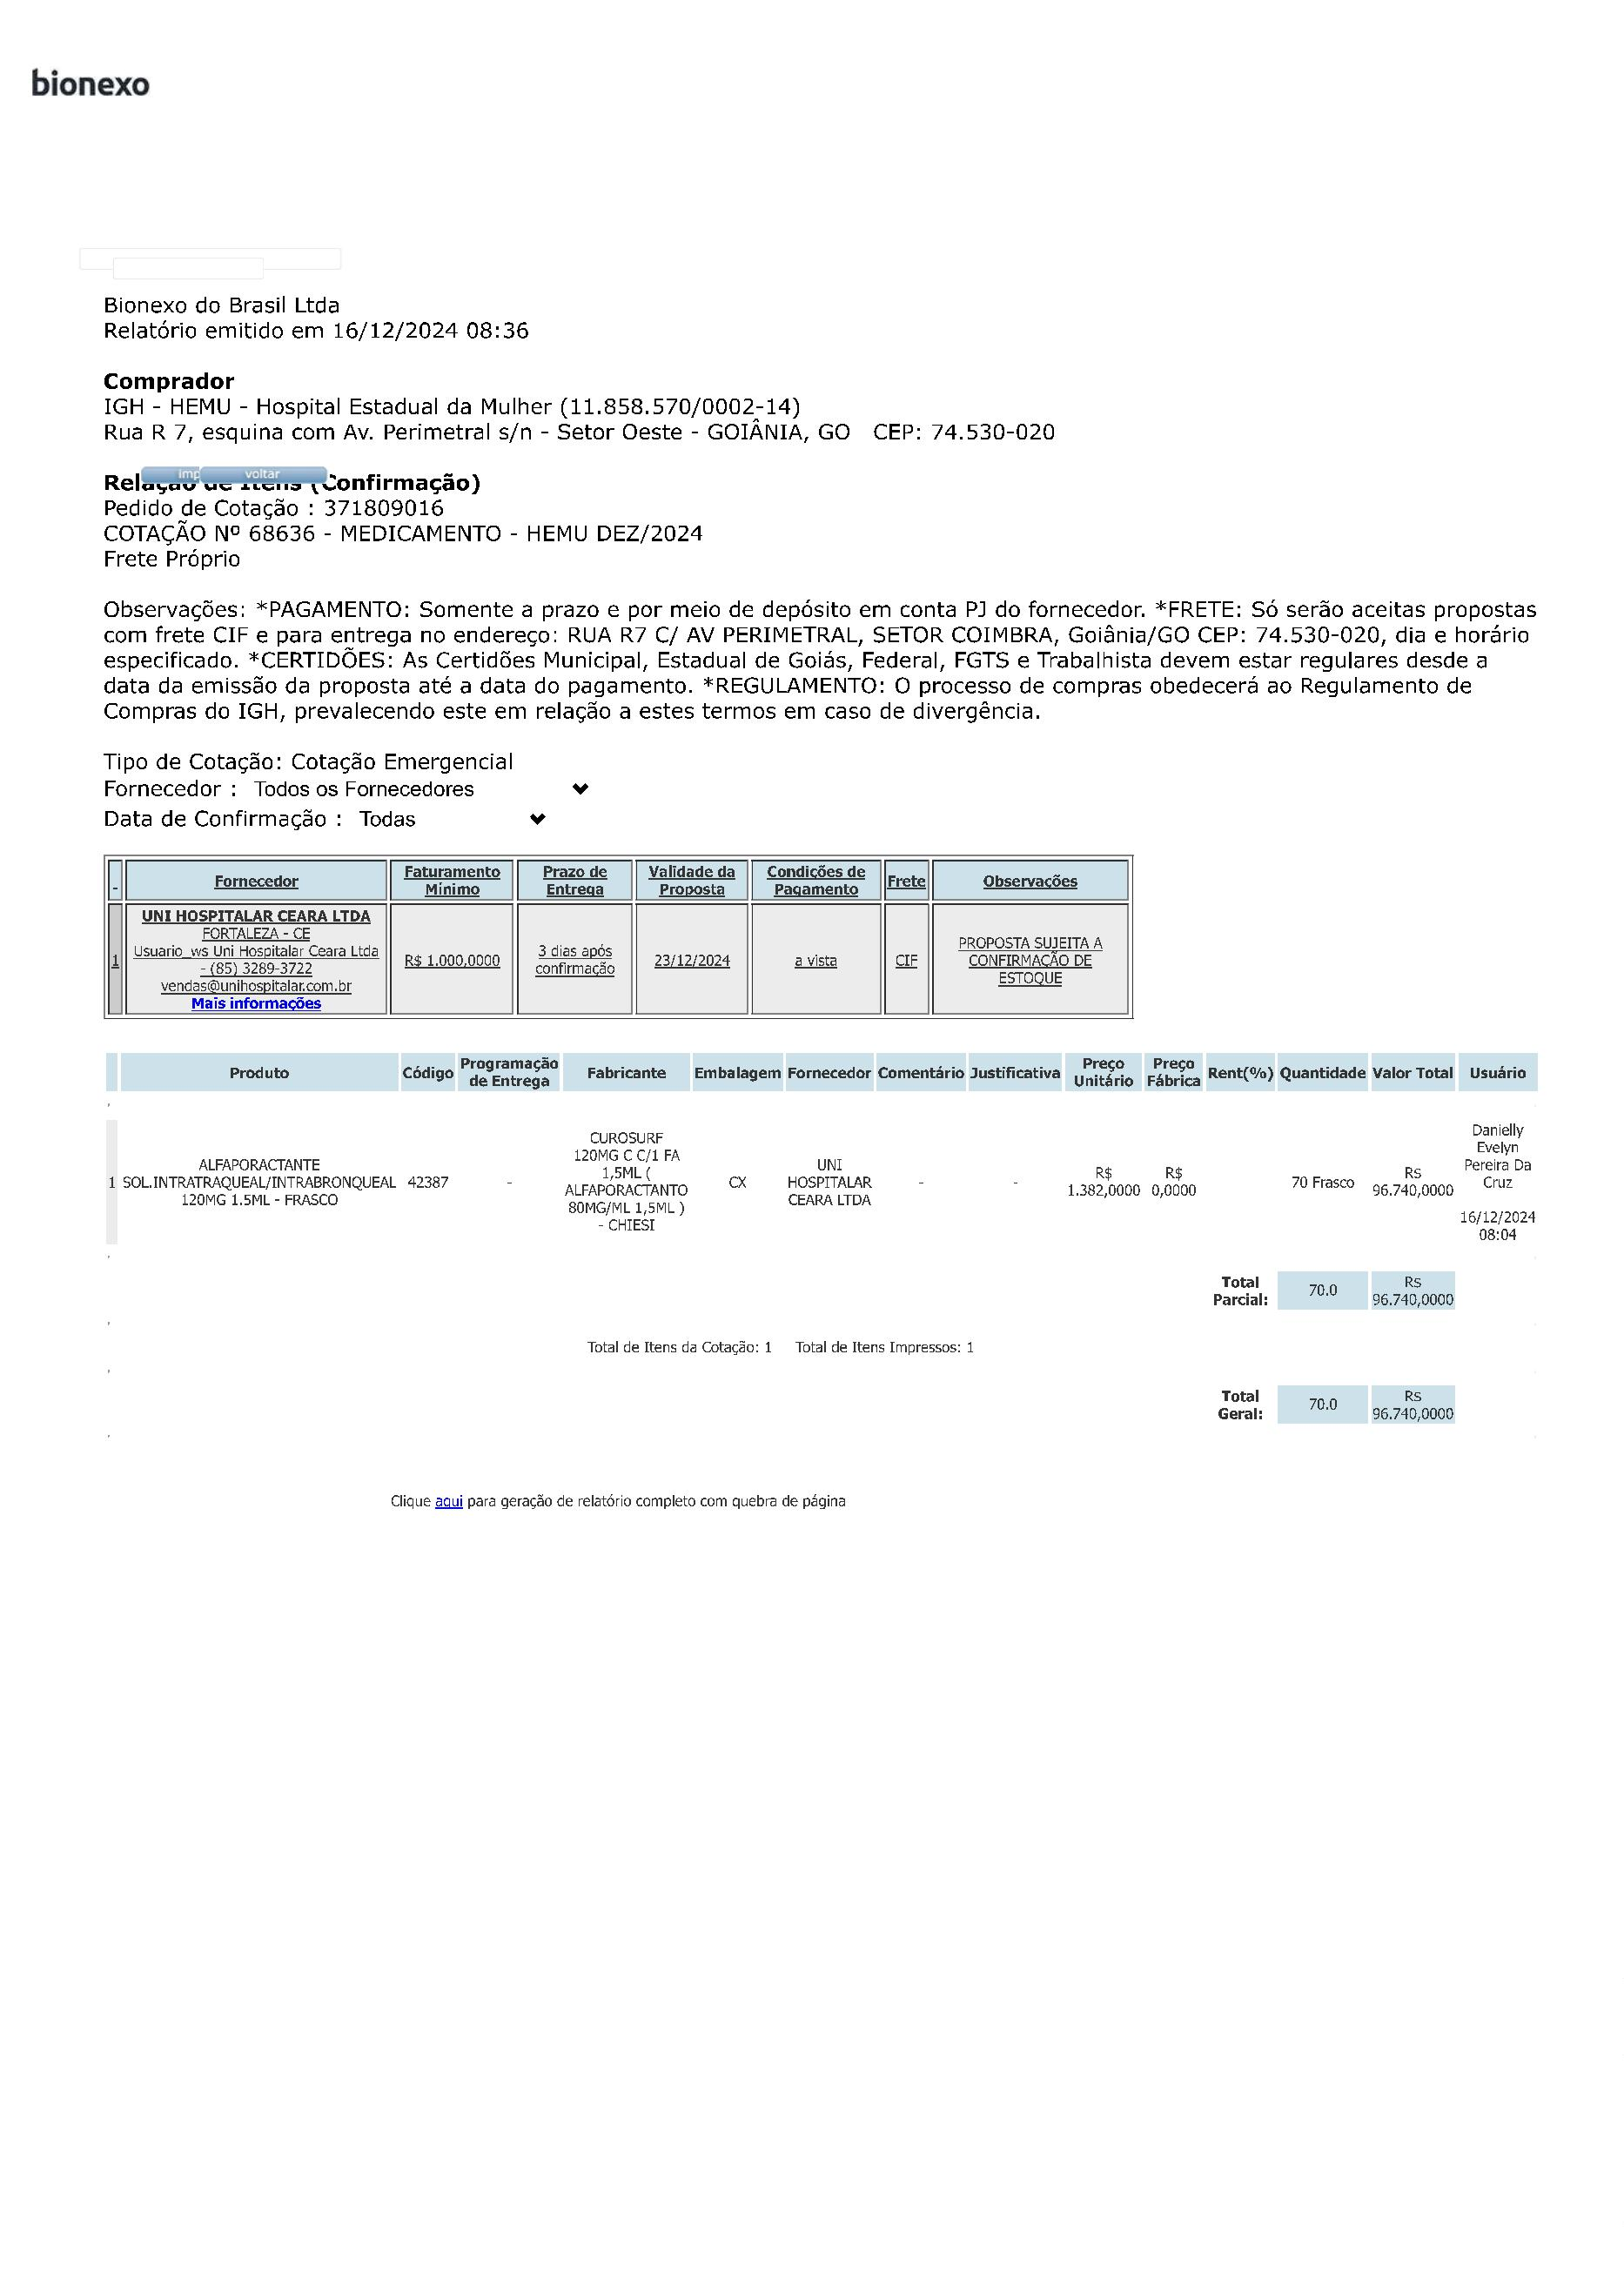 bionexo
Bionexo do Brasil Ltda
Relatório emitido em 16/12/2024 08:36
Comprador
IGH - HEMU - Hospital Estadual da Mulher (11.858.570/0002-14)
Rua R 7, esquina com Av. Perimetral s/n - Setor Oeste - GOIÂNIA, GO CEP: 74.530-020
voltar
Relação de Itens (Confirmação)
Pedido de Cotação : 371809016
COTAÇÃO Nº 68636 - MEDICAMENTO - HEMU DEZ/2024
Frete Próprio
Observações: *PAGAMENTO: Somente a prazo e por meio de depósito em conta PJ do fornecedor. *FRETE: Só serão aceitas propostas
com frete CIF e para entrega no endereço: RUA R7 C/ AV PERIMETRAL, SETOR COIMBRA, Goiânia/GO CEP: 74.530-020, dia e horário
especificado. *CERTIDÕES: As Certidões Municipal, Estadual de Goiás, Federal, FGTS e Trabalhista devem estar regulares desde a
data da emissão da proposta até a data do pagamento. *REGULAMENTO: O processo de compras obedecerá ao Regulamento de
Compras do IGH, prevalecendo este em relação a estes termos em caso de divergência.
Tipo de Cotação: Cotação Emergencial
Fornecedor : Todos os Fornecedores
Data de Confirmação : Todas
- Fornecedor Faturamento Mínimo Prazo de Entrega Validade da Proposta Condições de Pagamento Frete Observações
1
UNI HOSPITALAR CEARA LTDA
FORTALEZA - CE
Usuario_ws Uni Hospitalar Ceara Ltda
- (85) 3289-3722
vendas@unihospitalar.com.br
Mais informações
R$ 1.000,0000
3 dias após
confirmação
23/12/2024
a vista
CIF
PROPOSTA SUJEITA A
CONFIRMAÇÃO DE
ESTOQUE
Produto Código Programação de Entrega Fabricante Embalagem Fornecedor Comentário Justificativa Preço Unitário Preço Fábrica Rent(%) Quantidade Valor Total Usuário
1
ALFAPORACTANTE
SOL.INTRATRAQUEAL/INTRABRONQUEAL
120MG 1.5ML - FRASCO
42387
-
CUROSURF
120MG C C/1 FA
1,5ML (
ALFAPORACTANTO
80MG/ML 1,5ML )
- CHIESI
CX
UNI
HOSPITALAR
CEARA LTDA
-
-
R$
1.382,0000
R$
0,0000
70 Frasco
R$
96.740,0000
Danielly
Evelyn
Pereira Da
Cruz
16/12/2024
08:04
Total
Parcial:
70.0
R$
96.740,0000
Total de Itens da Cotação: 1 Total de Itens Impressos: 1
Total
Geral:
70.0
R$
96.740,0000
Clique aqui para geração de relatório completo com quebra de página